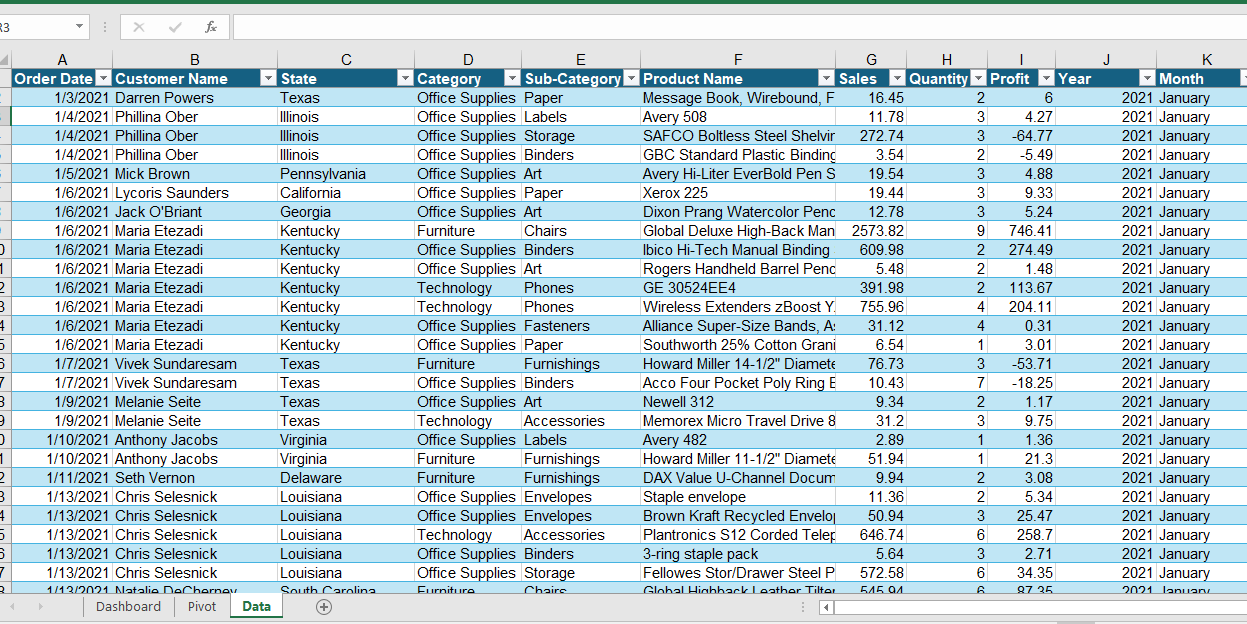 R3 fx
A B C D E F G H I J K
Order Date Customer Name State Category Sub-Category Product Name Sales Quantity Profit Year Month
1/3/2021 Darren Powers Texas Office Supplies Paper Message Book, Wirebound, F 16.45 2 6 2021 January
1/4/2021 Phillina Ober Illinois Office Supplies Labels Avery 508 11.78 3 4.27 2021 January
1/4/2021 Phillina Ober Illinois Office Supplies Storage SAFCO Boltless Steel Shelvin 272.74 3 -64.77 2021 January
1/4/2021 Phillina Ober Illinois Office Supplies Binders GBC Standard Plastic Binding 3.54 2 -5.49 2021 January
1/5/2021 Mick Brown Pennsylvania Office Supplies Art Avery Hi-Liter EverBold Pen S 19.54 3 4.88 2021 January
1/6/2021 Lycoris Saunders California Office Supplies Paper Xerox 225 19.44 3 9.33 2021 January
1/6/2021 Jack O'Briant Georgia Office Supplies Art Dixon Prang Watercolor Penc 12.78 3 5.24 2021 January
1/6/2021 Maria Etezadi Kentucky Furniture Chairs Global Deluxe High-Back Man 2573.82 9 746.41 2021 January
1/6/2021 Maria Etezadi Kentucky Office Supplies Binders Ibico Hi-Tech Manual Binding 609.98 2 274.49 2021 January
1/6/2021 Maria Etezadi Kentucky Office Supplies Art Rogers Handheld Barrel Penc 5.48 2 1.48 2021 January
1/6/2021 Maria Etezadi Kentucky Technology Phones GE 30524EE4 391.98 2 113.67 2021 January
1/6/2021 Maria Etezadi Kentucky Technology Phones Wireless Extenders zBoost Y 755.96 4 204.11 2021 January
1/6/2021 Maria Etezadi Kentucky Office Supplies Fasteners Alliance Super-Size Bands, As 31.12 4 0.31 2021 January
1/6/2021 Maria Etezadi Kentucky Office Supplies Paper Southworth 25% Cotton Grani 6.54 1 3.01 2021 January
1/7/2021 Vivek Sundaresam Texas Furniture Furnishings Howard Miller 14-1/2" Diamete 76.73 3 -53.71 2021 January
1/7/2021 Vivek Sundaresam Texas Office Supplies Binders Acco Four Pocket Poly Ring B 10.43 7 -18.25 2021 January
1/9/2021 Melanie Seite Texas Office Supplies Art Newell 312 9.34 2 1.17 2021 January
1/9/2021 Melanie Seite Texas Technology Accessories Memorex Micro Travel Drive 8 31.2 3 9.75 2021 January
1/10/2021 Anthony Jacobs Virginia Office Supplies Labels Avery 482 2.89 1 1.36 2021 January
1/10/2021 Anthony Jacobs Virginia Furniture Furnishings Howard Miller 11-1/2" Diamete 51.94 1 21.3 2021 January
1/11/2021 Seth Vernon Delaware Furniture Furnishings DAX Value U-Channel Docum 9.94 2 3.08 2021 January
1/13/2021 Chris Selesnick Louisiana Office Supplies Envelopes Staple envelope 11.36 2 5.34 2021 January
1/13/2021 Chris Selesnick Louisiana Office Supplies Envelopes Brown Kraft Recycled Envelop 50.94 3 25.47 2021 January
1/13/2021 Chris Selesnick Louisiana Technology Accessories Plantronics S12 Corded Telep 646.74 6 258.7 2021 January
1/13/2021 Chris Selesnick Louisiana Office Supplies Binders 3-ring staple pack 5.64 3 2.71 2021 January
1/13/2021 Chris Selesnick Louisiana Office Supplies Storage Fellowes Stor/Drawer Steel P 572.58 6 34.35 2021 January
1/13/2021 Natalie DeCherney South Carolina Furniture Chairs Global Highback Leather Tilter 545.94 6 87.35 2021 January
Dashboard Pivot Data